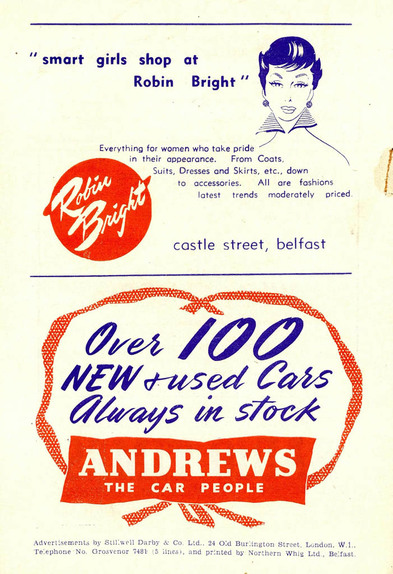 "smart girls shop at
Robin Bright"
Everything for women who take pride
in their appearance. From Coats,
Suits, Dresses and Skirts, etc., down
to accessories. All are fashions
latest trends moderately priced.
Robin
Bright
castle street, belfast
Over 100
NEW & used Cars
Always in stock
ANDREWS
THE CAR PEOPLE
Advertisements by Stillwell Darby & Co. Ltd., 24 Old Burlington Street, London, W.1.,
Telephone No. Grosvenor 7481 (5 lines), and printed by Northern Whig Ltd., Belfast.